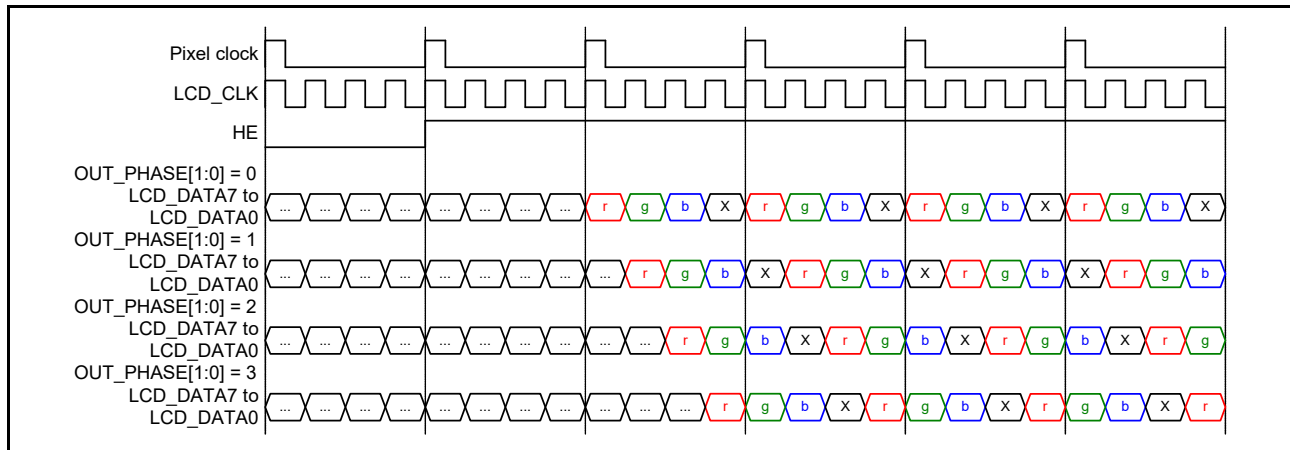 Pixel clock
LCD_CLK
HE
OUT_PHASE[1:0] = 0
LCD_DATA7 to
LCD_DATA0
... ... ... ... ... ... ... ... r g b X r g b X r g b X r g b X
OUT_PHASE[1:0] = 1
LCD_DATA7 to
LCD_DATA0
... ... ... ... ... ... ... ... ... r g b X r g b X r g b X r g b
OUT_PHASE[1:0] = 2
LCD_DATA7 to
LCD_DATA0
... ... ... ... ... ... ... ... ... ... r g b X r g b X r g b X r g
OUT_PHASE[1:0] = 3
LCD_DATA7 to
LCD_DATA0
... ... ... ... ... ... ... ... ... ... ... r g b X r g b X r g b X r